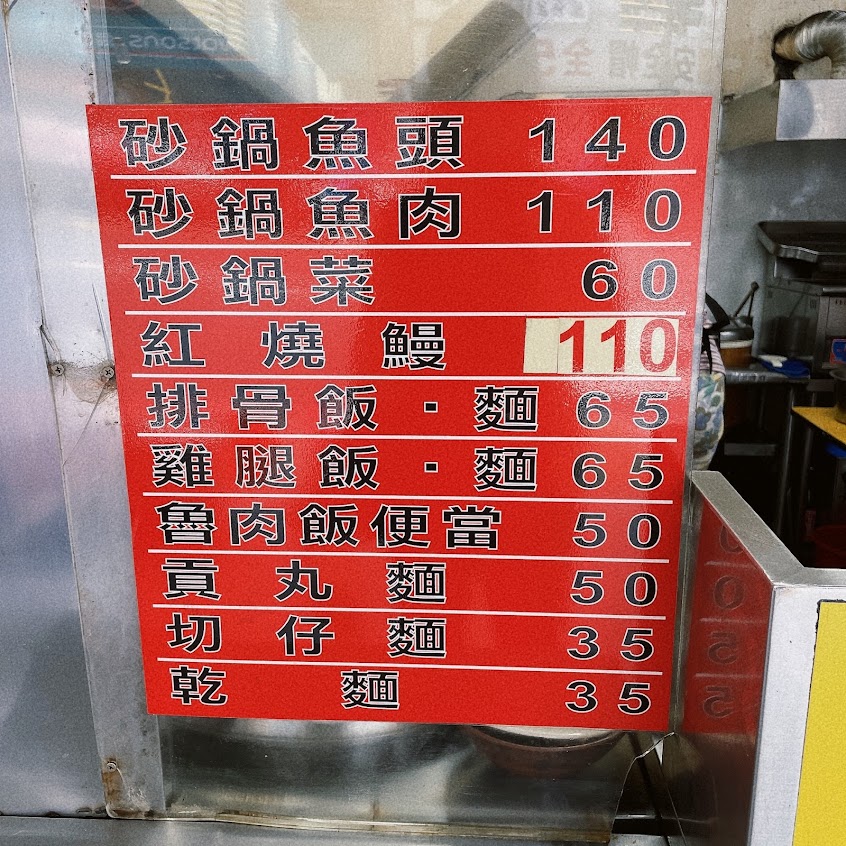 砂鍋魚頭 140
砂鍋魚肉 110
砂鍋菜 60
紅燒鰻 110
排骨飯·麵 65
雞腿飯·麵 65
魯肉飯便當 50
貢丸麵 50
切仔麵 35
乾麵 35